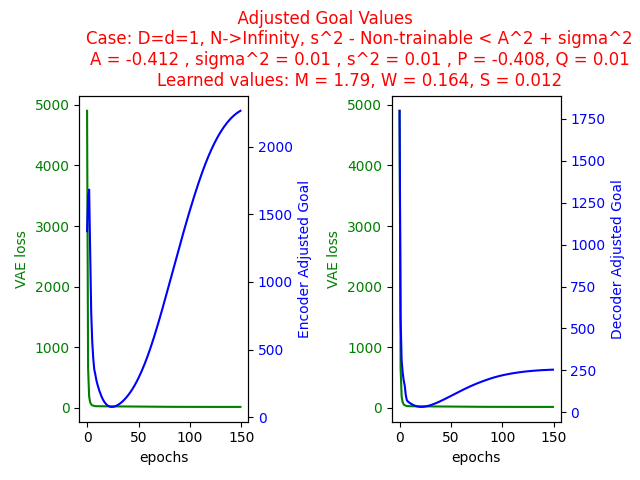 Adjusted Goal Values
Case: D=d=1, N->Infinity, s^2 - Non-trainable < A^2 + sigma^2
A = -0.412 , sigma^2 = 0.01 , s^2 = 0.01 , P = -0.408, Q = 0.01
Learned values: M = 1.79, W = 0.164, S = 0.012
5000
4000
3000
2000
1000
0
VAE loss
2000
1500
1000
500
0
Encoder Adjusted Goal
0 50 100 150
epochs
5000
4000
3000
2000
1000
0
VAE loss
1750
1500
1250
1000
750
500
250
0
Decoder Adjusted Goal
0 50 100 150
epochs